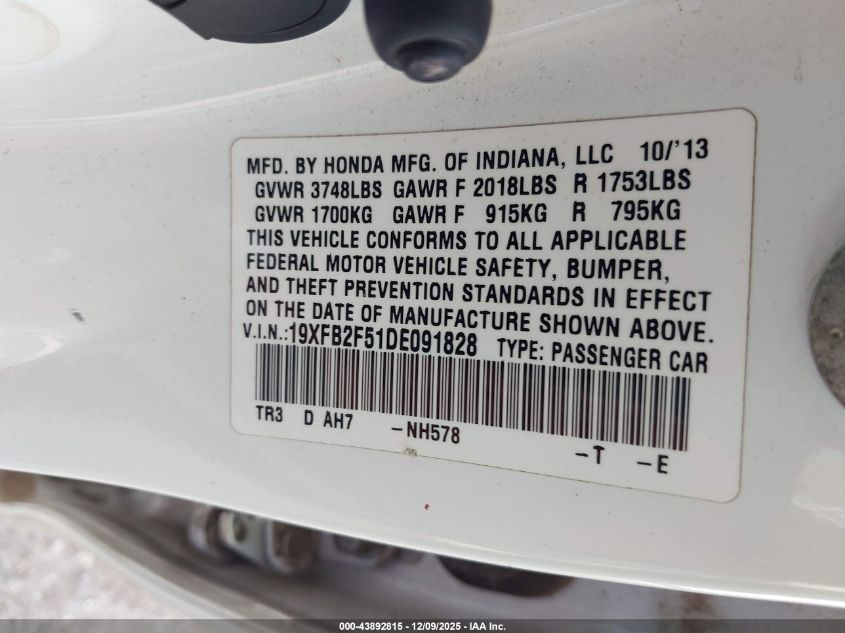 MFD. BY HONDA MFG. OF INDIANA, LLC 10/'13
GVWR 3748LBS GAWR F 2018LBS R 1753LBS
GVWR 1700KG GAWR F 915KG R 795KG
THIS VEHICLE CONFORMS TO ALL APPLICABLE
FEDERAL MOTOR VEHICLE SAFETY, BUMPER,
AND THEFT PREVENTION STANDARDS IN EFFECT
ON THE DATE OF MANUFACTURE SHOWN ABOVE.
V.I.N.:19XFB2F51DE091828 TYPE: PASSENGER CAR
TR3 D AH7 -NH578 -T -E
000-43892815 - 12/09/2025 - IAA Inc.